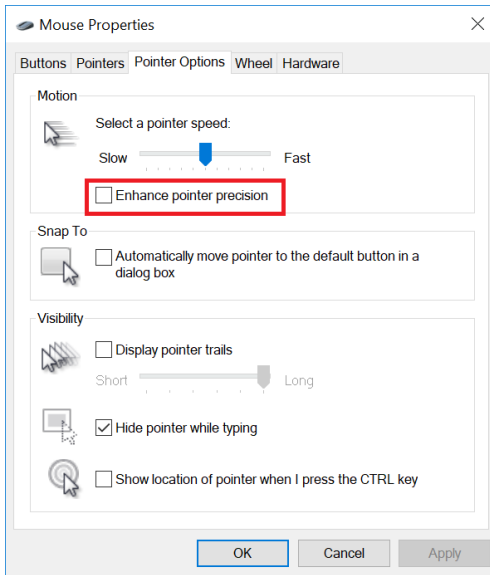 Mouse Properties
Buttons Pointers Pointer Options Wheel Hardware
Motion
Select a pointer speed:
Slow Fast
Enhance pointer precision
Snap To
Automatically move pointer to the default button in a
dialog box
Visibility
Display pointer trails
Short Long
Hide pointer while typing
Show location of pointer when I press the CTRL key
OK Cancel Apply